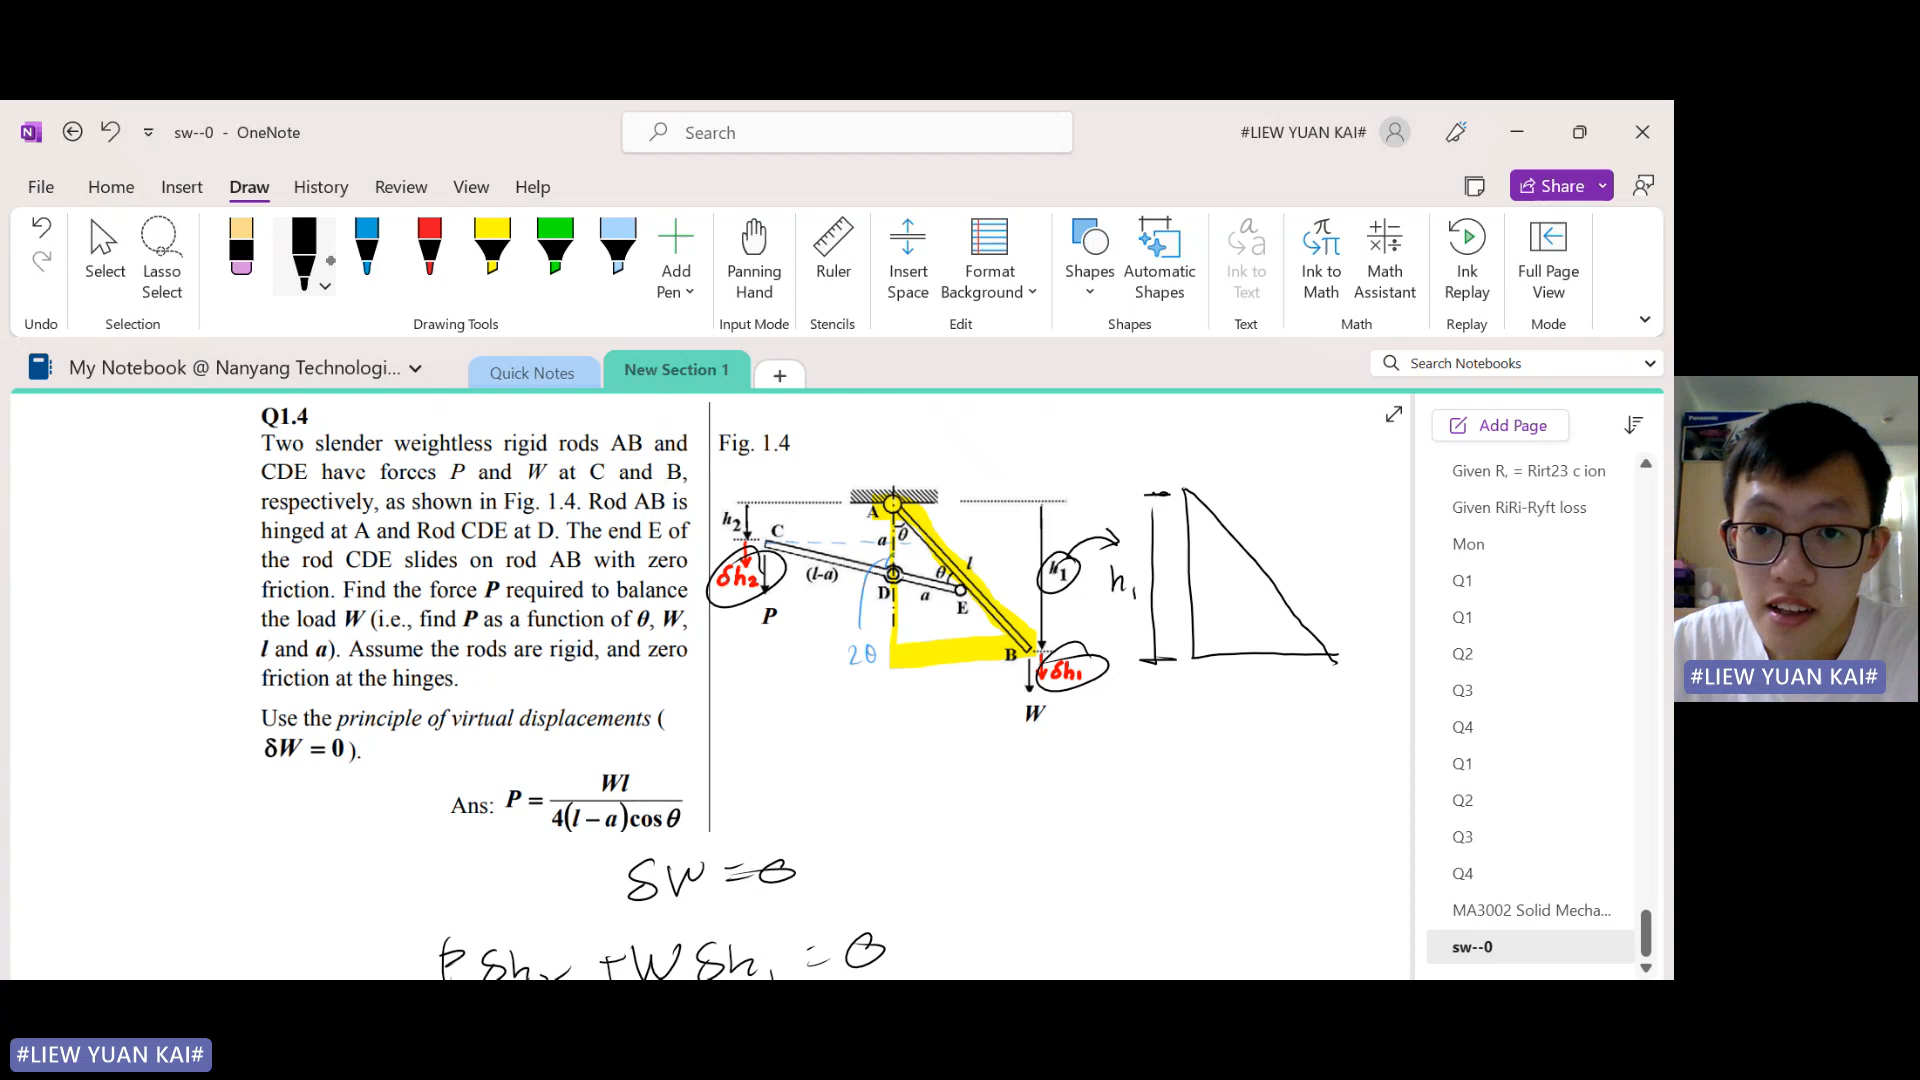 sw--0 - OneNote
Search
#LIEW YUAN KAI#
File Home Insert Draw History Review View Help
Share
Select
Lasso Select
Add Pen
Panning Hand
Ruler
Insert Space
Format Background
Shapes
Automatic Shapes
Ink to Text
Ink to Math
Math Assistant
Ink Replay
Full Page View
Undo Selection Drawing Tools Input Mode Stencils Edit Shapes Text Math Replay Mode
My Notebook @ Nanyang Technologi...
Quick Notes
New Section 1
Search Notebooks
Q1.4
Two slender weightless rigid rods AB and
CDE have forces P and W at C and B,
respectively, as shown in Fig. 1.4. Rod AB is
hinged at A and Rod CDE at D. The end E of
the rod CDE slides on rod AB with zero
friction. Find the force P required to balance
the load W (i.e., find P as a function of θ, W,
l and a). Assume the rods are rigid, and zero
friction at the hinges.
Use the principle of virtual displacements (
δW = 0 ).
Ans: P = Wl / 4(l – a)cos θ
Fig. 1.4
A
h₂
C
a
θ
l
(l-a)
θ
δh₂
D
a
E
P
2θ
B
h₁
h₁
δh₁
W
δW = 0
P δh₂ + W δh₁ = 0
Add Page
Given R, = Rirt23 c ion
Given RiRi-Ryft loss
Mon
Q1
Q1
Q2
Q3
Q4
Q1
Q2
Q3
Q4
MA3002 Solid Mecha...
sw--0
#LIEW YUAN KAI#
#LIEW YUAN KAI#